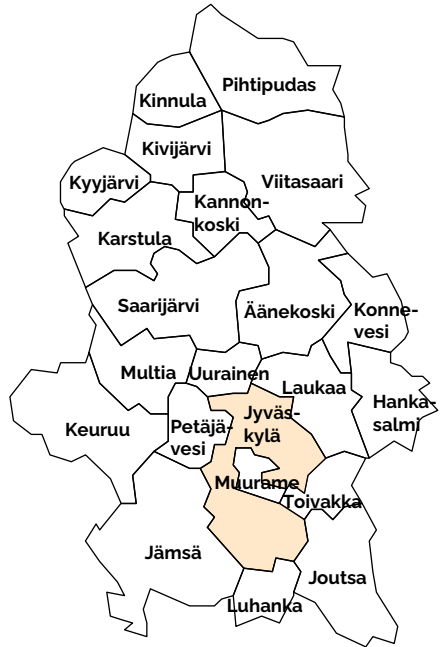 Pihtipudas
Kinnula
Kivijärvi
Kyyjärvi
Viitasaari
Kannon-
koski
Karstula
Saarijärvi
Äänekoski
Konne-
vesi
Multia
Uurainen
Laukaa
Hanka-
salmi
Keuruu
Petäjä-
vesi
Jyväs-
kylä
Muurame
Toivakka
Jämsä
Joutsa
Luhanka